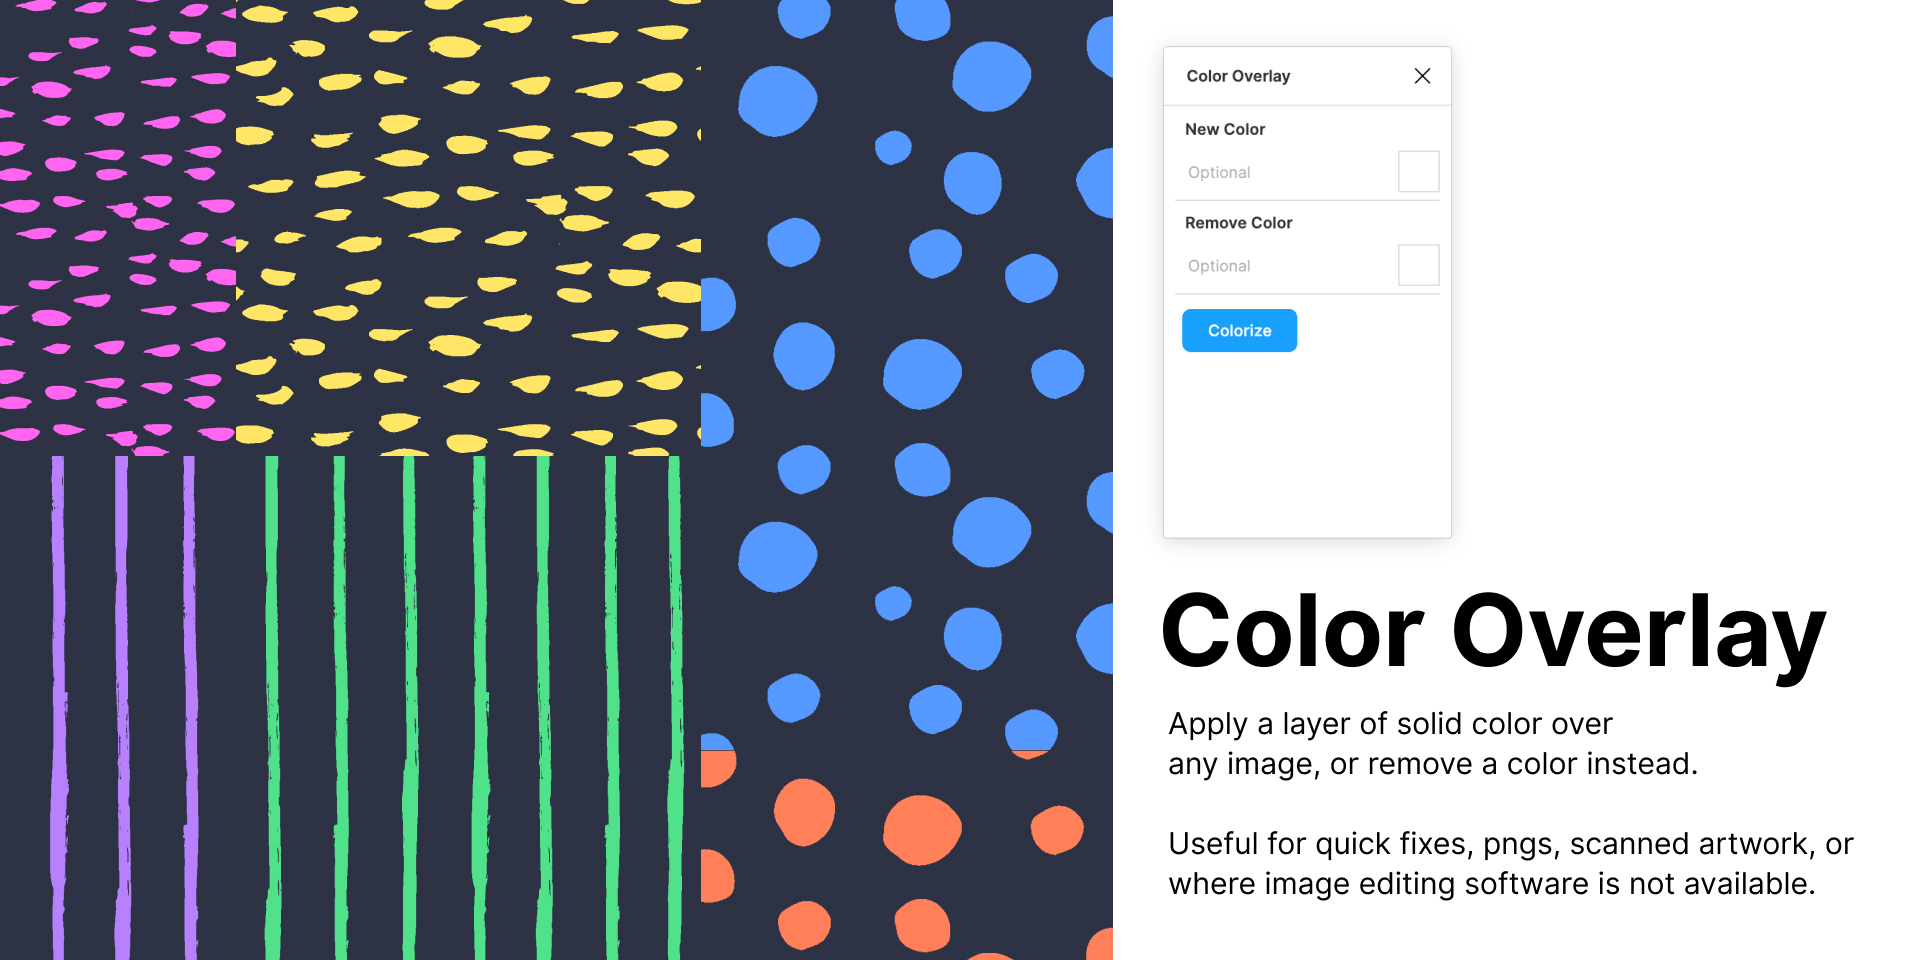 Color Overlay
New Color
Optional
Remove Color
Optional
Colorize
Color Overlay
Apply a layer of solid color over
any image, or remove a color instead.
Useful for quick fixes, pngs, scanned artwork, or
where image editing software is not available.